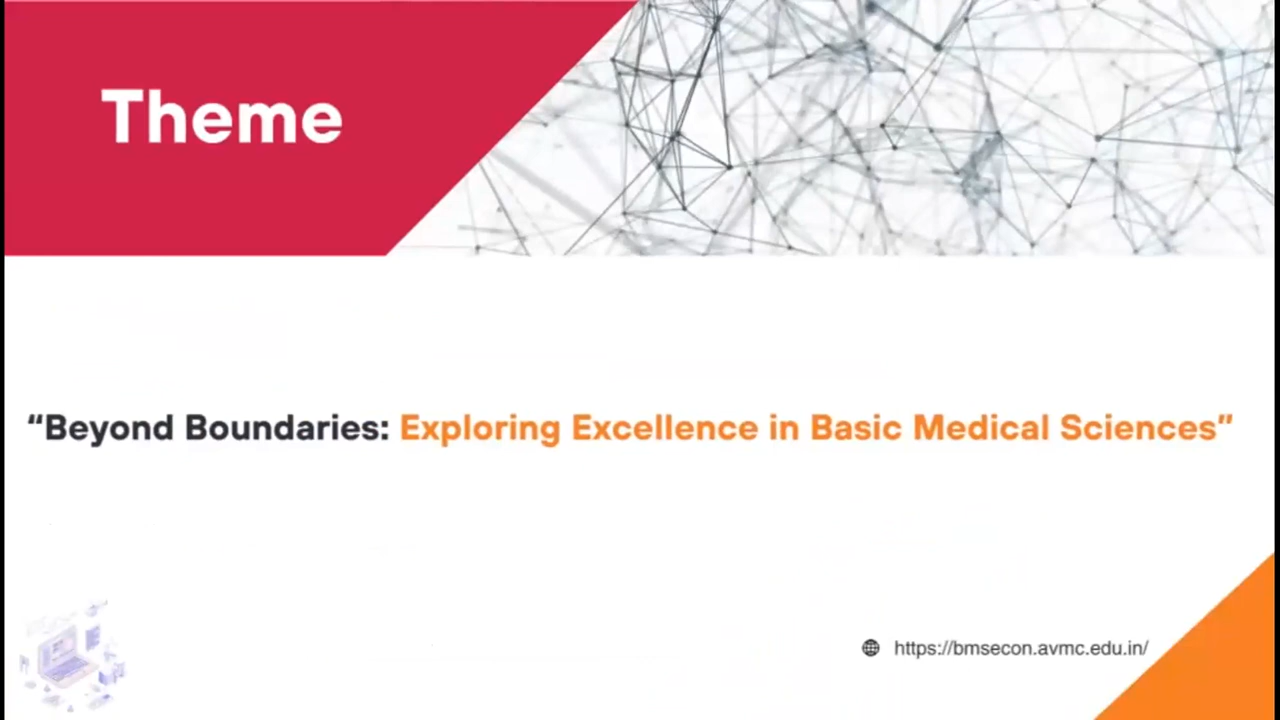 Theme
“Beyond Boundaries: Exploring Excellence in Basic Medical Sciences”
https://bmsecon.avmc.edu.in/